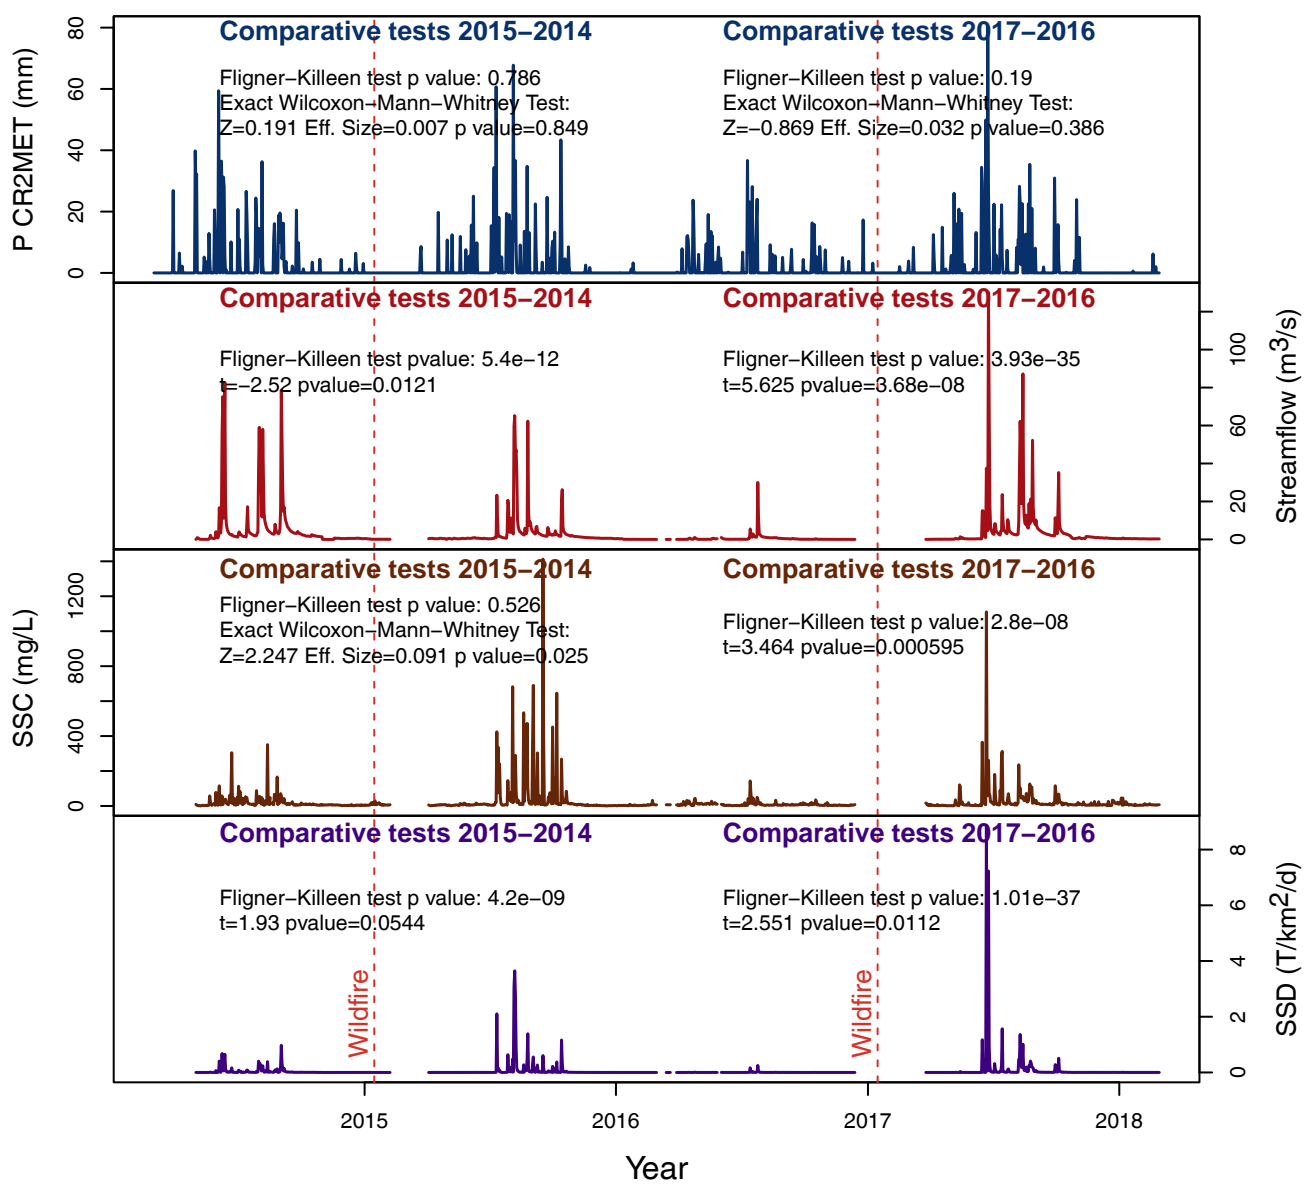 P CR2MET (mm)
80
60
40
20
0
Comparative tests 2015−2014
Fligner−Killeen test p value: 0.786
Exact Wilcoxon−Mann−Whitney Test:
Z=0.191 Eff. Size=0.007 p value=0.849
Comparative tests 2017−2016
Fligner−Killeen test p value: 0.19
Exact Wilcoxon−Mann−Whitney Test:
Z=−0.869 Eff. Size=0.032 p value=0.386
Comparative tests 2015−2014
Fligner−Killeen test pvalue: 5.4e−12
t=−2.52 pvalue=0.0121
Comparative tests 2017−2016
Fligner−Killeen test p value: 3.93e−35
t=5.625 pvalue=3.68e−08
100
60
20
0
Streamflow (m³/s)
SSC (mg/L)
1200
800
400
0
Comparative tests 2015−2014
Fligner−Killeen test p value: 0.526
Exact Wilcoxon−Mann−Whitney Test:
Z=2.247 Eff. Size=0.091 p value=0.025
Comparative tests 2017−2016
Fligner−Killeen test p value: 2.8e−08
t=3.464 pvalue=0.000595
Comparative tests 2015−2014
Fligner−Killeen test p value: 4.2e−09
t=1.93 pvalue=0.0544
Wildfire
Comparative tests 2017−2016
Fligner−Killeen test p value: 1.01e−37
t=2.551 pvalue=0.0112
Wildfire
8
6
4
2
0
SSD (T/km²/d)
2015
2016
2017
2018
Year